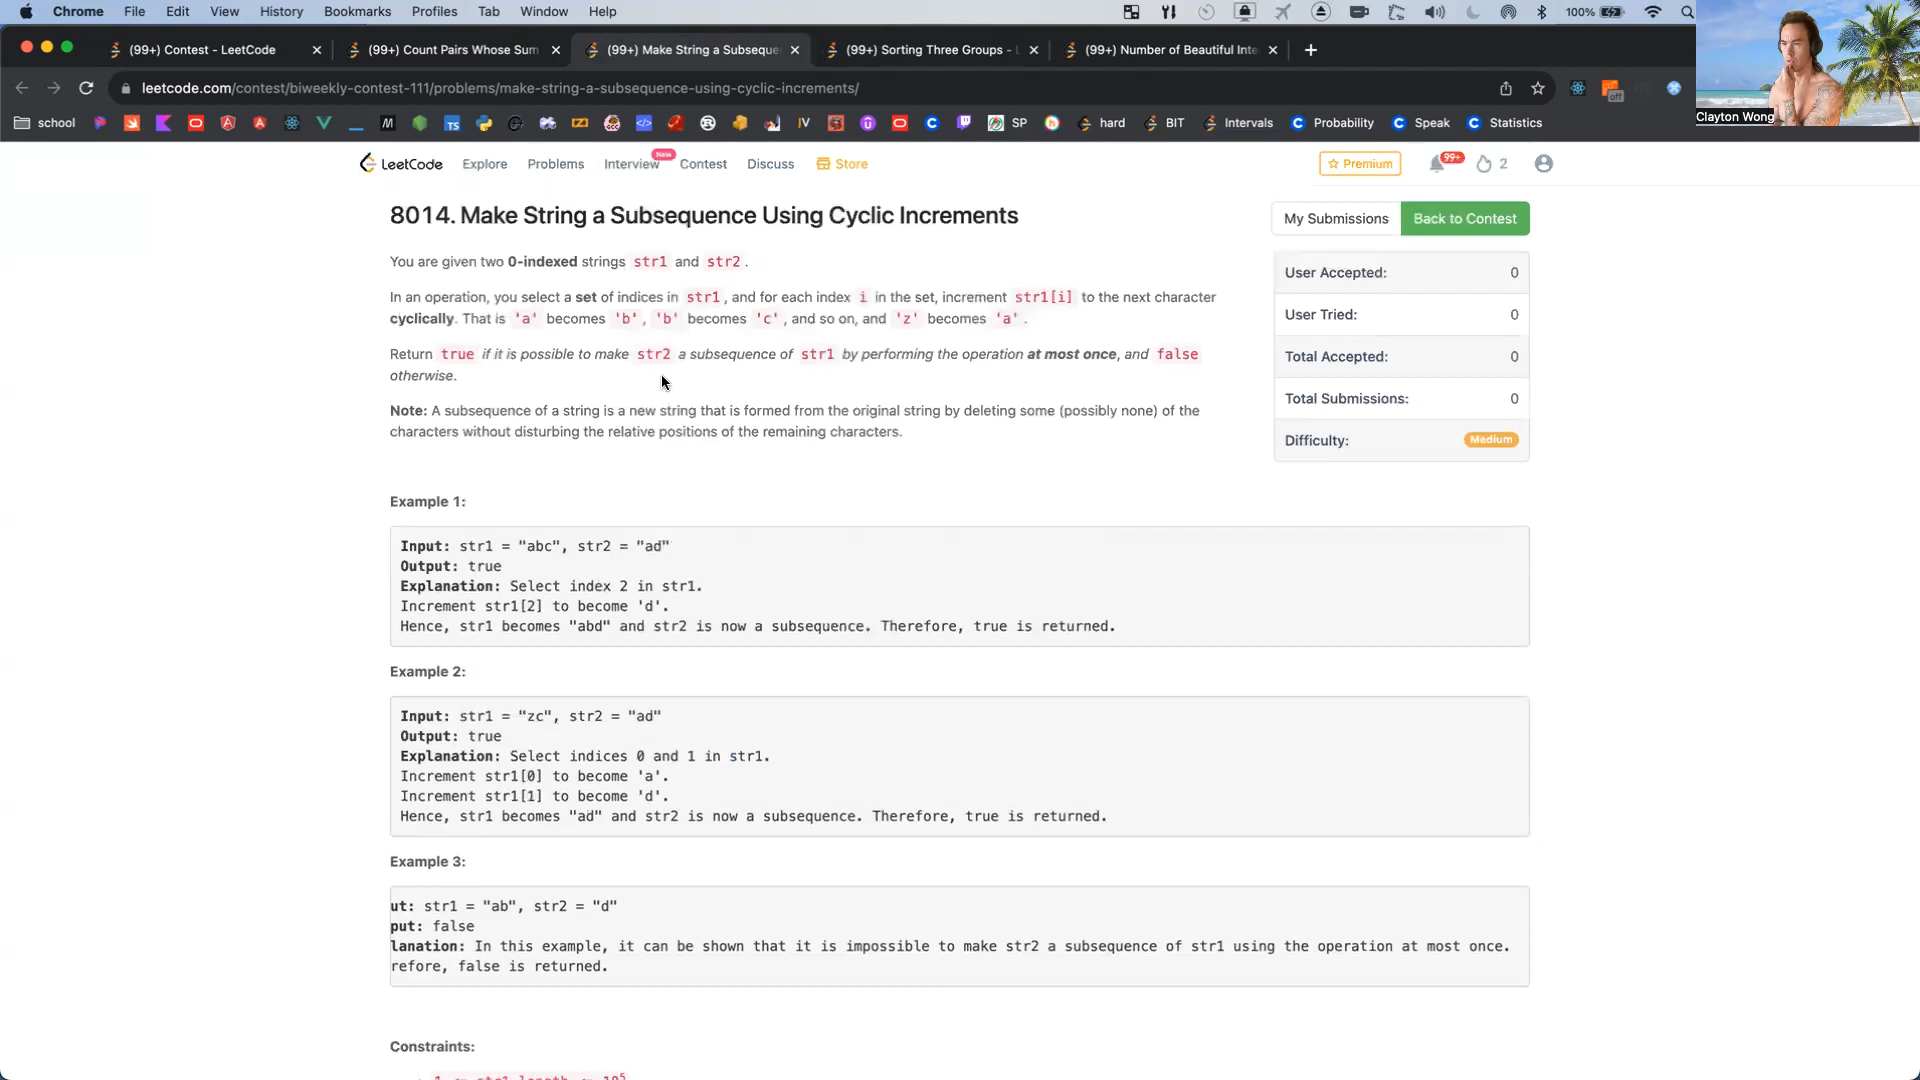 Chrome File Edit View History Bookmarks Profiles Tab Window Help 100%
(99+) Contest - LeetCode (99+) Count Pairs Whose Sum (99+) Make String a Subseque (99+) Sorting Three Groups - L (99+) Number of Beautiful Inte
leetcode.com/contest/biweekly-contest-111/problems/make-string-a-subsequence-using-cyclic-increments/ off
Clayton Wong
school TS JV SP hard BIT Intervals Probability Speak Statistics
LeetCode Explore Problems Interview New Contest Discuss Store Premium 99+ 2
8014. Make String a Subsequence Using Cyclic Increments
My Submissions Back to Contest
You are given two 0-indexed strings str1 and str2 .
In an operation, you select a set of indices in str1 , and for each index i in the set, increment str1[i] to the next character
cyclically. That is 'a' becomes 'b' , 'b' becomes 'c' , and so on, and 'z' becomes 'a' .
Return true if it is possible to make str2 a subsequence of str1 by performing the operation at most once, and false
otherwise.
Note: A subsequence of a string is a new string that is formed from the original string by deleting some (possibly none) of the
characters without disturbing the relative positions of the remaining characters.
User Accepted: 0
User Tried: 0
Total Accepted: 0
Total Submissions: 0
Difficulty: Medium
Example 1:
Input: str1 = "abc", str2 = "ad"
Output: true
Explanation: Select index 2 in str1.
Increment str1[2] to become 'd'.
Hence, str1 becomes "abd" and str2 is now a subsequence. Therefore, true is returned.
Example 2:
Input: str1 = "zc", str2 = "ad"
Output: true
Explanation: Select indices 0 and 1 in str1.
Increment str1[0] to become 'a'.
Increment str1[1] to become 'd'.
Hence, str1 becomes "ad" and str2 is now a subsequence. Therefore, true is returned.
Example 3:
ut: str1 = "ab", str2 = "d"
put: false
lanation: In this example, it can be shown that it is impossible to make str2 a subsequence of str1 using the operation at most once.
refore, false is returned.
Constraints:
1 <= str1.length <= 10^5